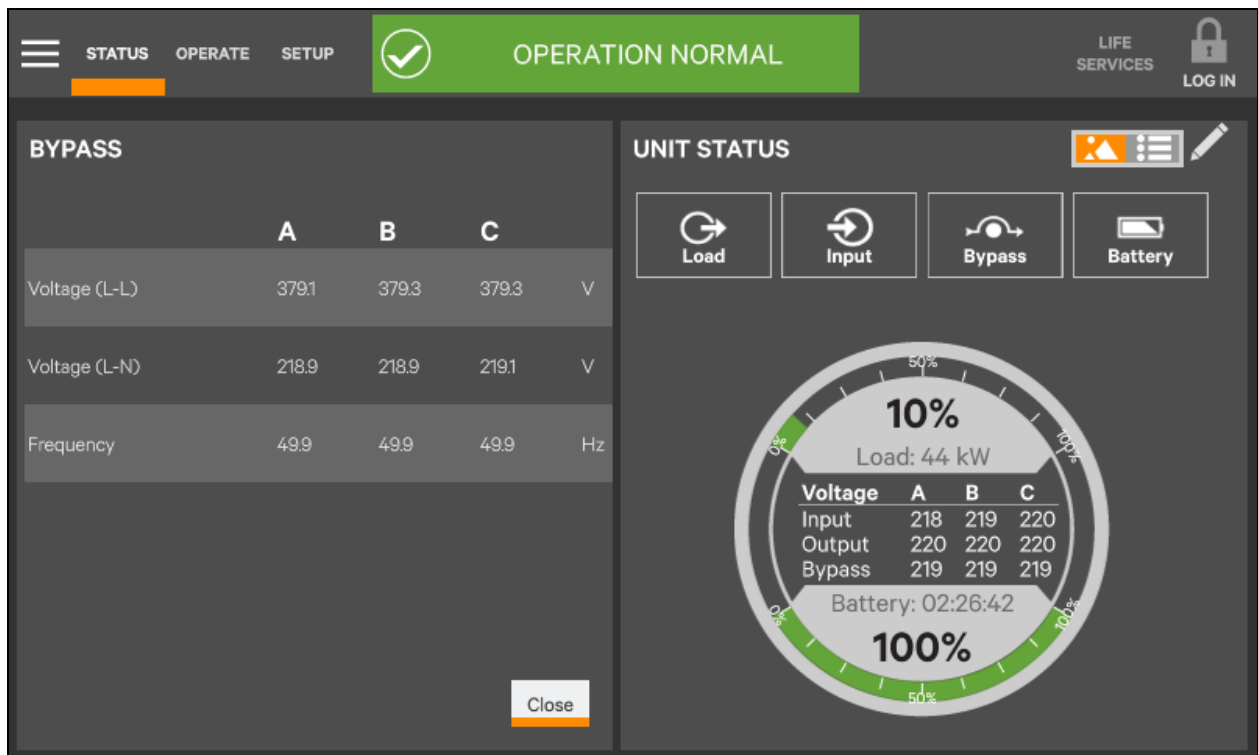 STATUS OPERATE SETUP OPERATION NORMAL LIFE
SERVICES
LOG IN
BYPASS
A B C
Voltage (L-L) 379.1 379.3 379.3 V
Voltage (L-N) 218.9 218.9 219.1 V
Frequency 49.9 49.9 49.9 Hz
Close
UNIT STATUS
Load Input Bypass Battery
50%
0% 100%
10%
Load: 44 kW
Voltage A B C
Input 218 219 220
Output 220 220 220
Bypass 219 219 219
Battery: 02:26:42
100%
0% 100%
50%